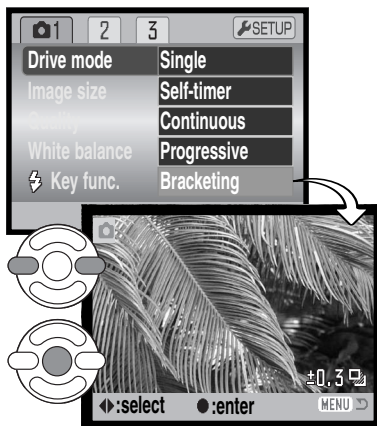 1 2 3 SETUP
Drive mode Single
Image size Self-timer
Quality Continuous
White balance Progressive
Key func. Bracketing
±0.3
:select :enter MENU